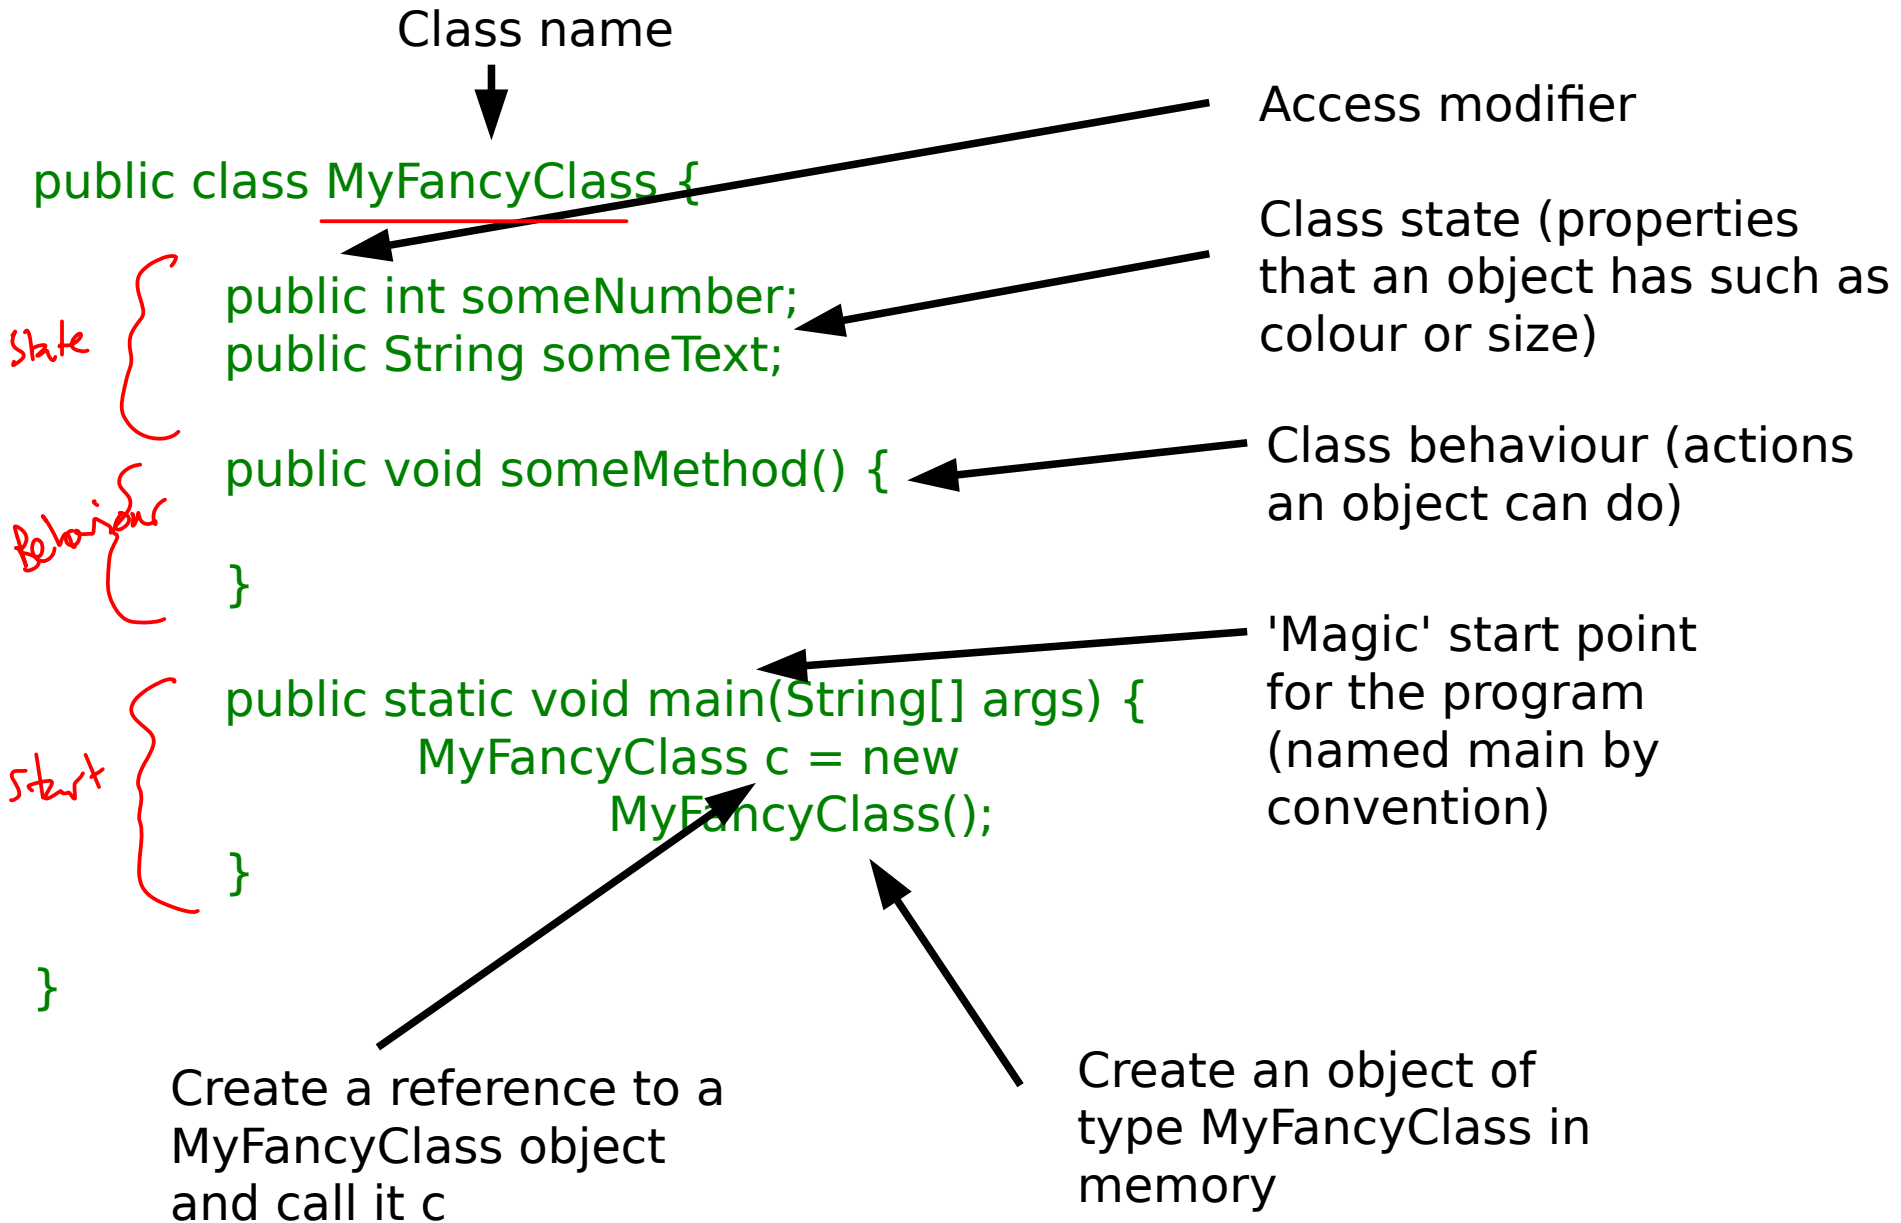 Class name
Access modifier
public class MyFancyClass {
Class state (properties
that an object has such as
colour or size)
public int someNumber;
public String someText;
State
Class behaviour (actions
an object can do)
public void someMethod() {
Behaviour
}
'Magic' start point
for the program
(named main by
convention)
public static void main(String[] args) {
MyFancyClass c = new
MyFancyClass();
Start
}
}
Create a reference to a
MyFancyClass object
and call it c
Create an object of
type MyFancyClass in
memory